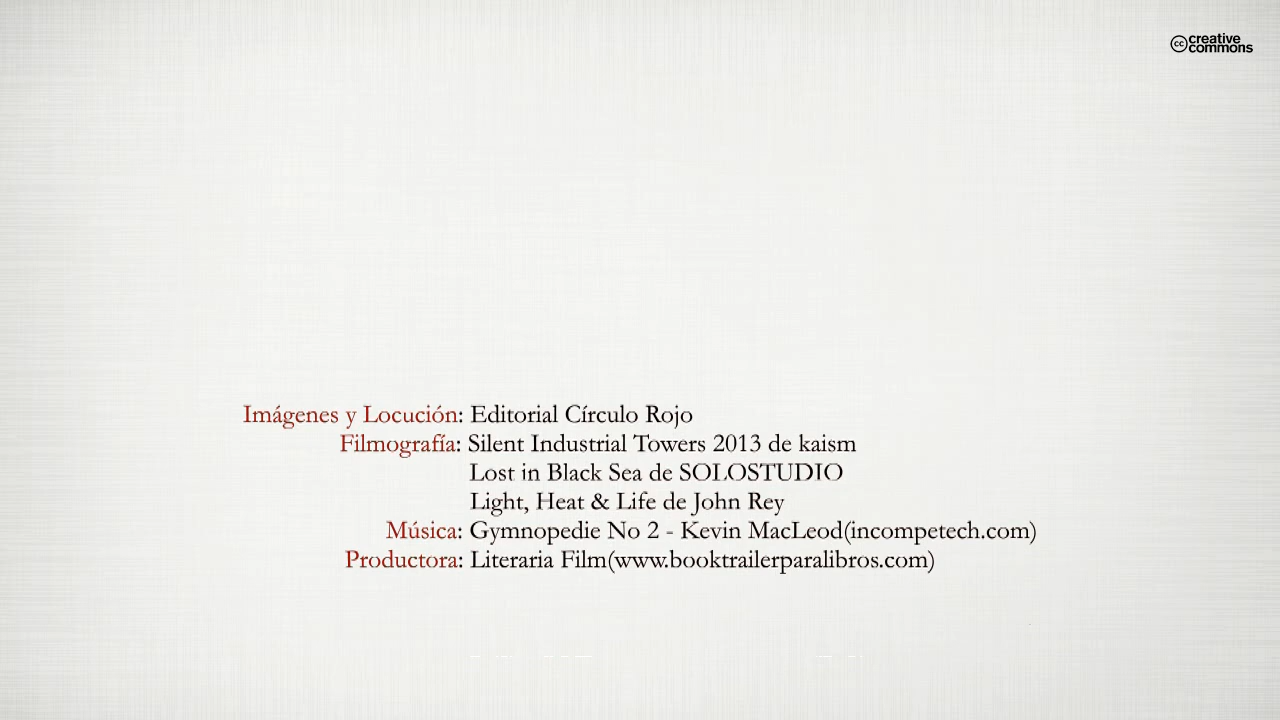 creative
commons
Imágenes y Locución: Editorial Círculo Rojo
Filmografía: Silent Industrial Towers 2013 de kaism
Lost in Black Sea de SOLOSTUDIO
Light, Heat & Life de John Rey
Música: Gymnopedie No 2 - Kevin MacLeod(incompetech.com)
Productora: Literaria Film(www.booktrailerparalibros.com)